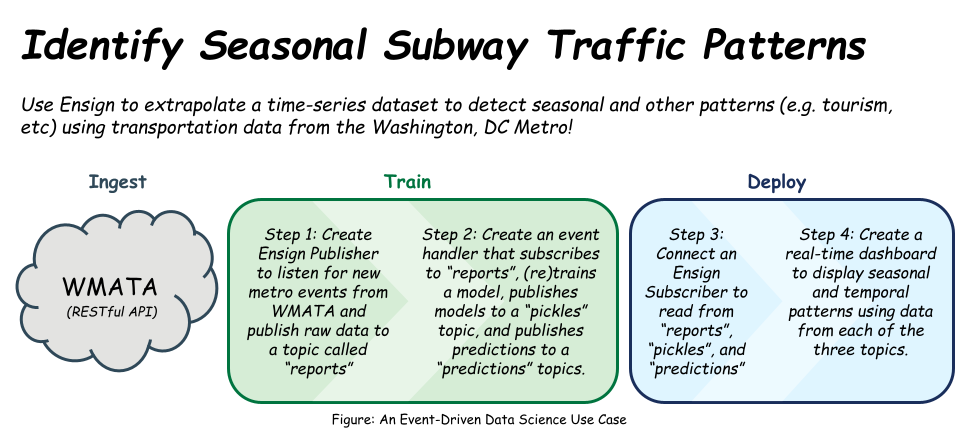 Identify Seasonal Subway Traffic Patterns
Use Ensign to extrapolate a time-series dataset to detect seasonal and other patterns (e.g. tourism,
etc) using transportation data from the Washington, DC Metro!
Ingest
WMATA
(RESTful API)
Train
Step 1: Create
Ensign Publisher
to listen for new
metro events from
WMATA and
publish raw data to
a topic called
“reports”
Step 2: Create an event
handler that subscribes
to “reports”, (re)trains
a model, publishes
models to a “pickles”
topic, and publishes
predictions to a
“predictions” topics.
Deploy
Step 3:
Connect an
Ensign
Subscriber to
read from
“reports”,
“pickles”, and
“predictions”
Step 4: Create a
real-time dashboard
to display seasonal
and temporal
patterns using data
from each of the
three topics.
Figure: An Event-Driven Data Science Use Case